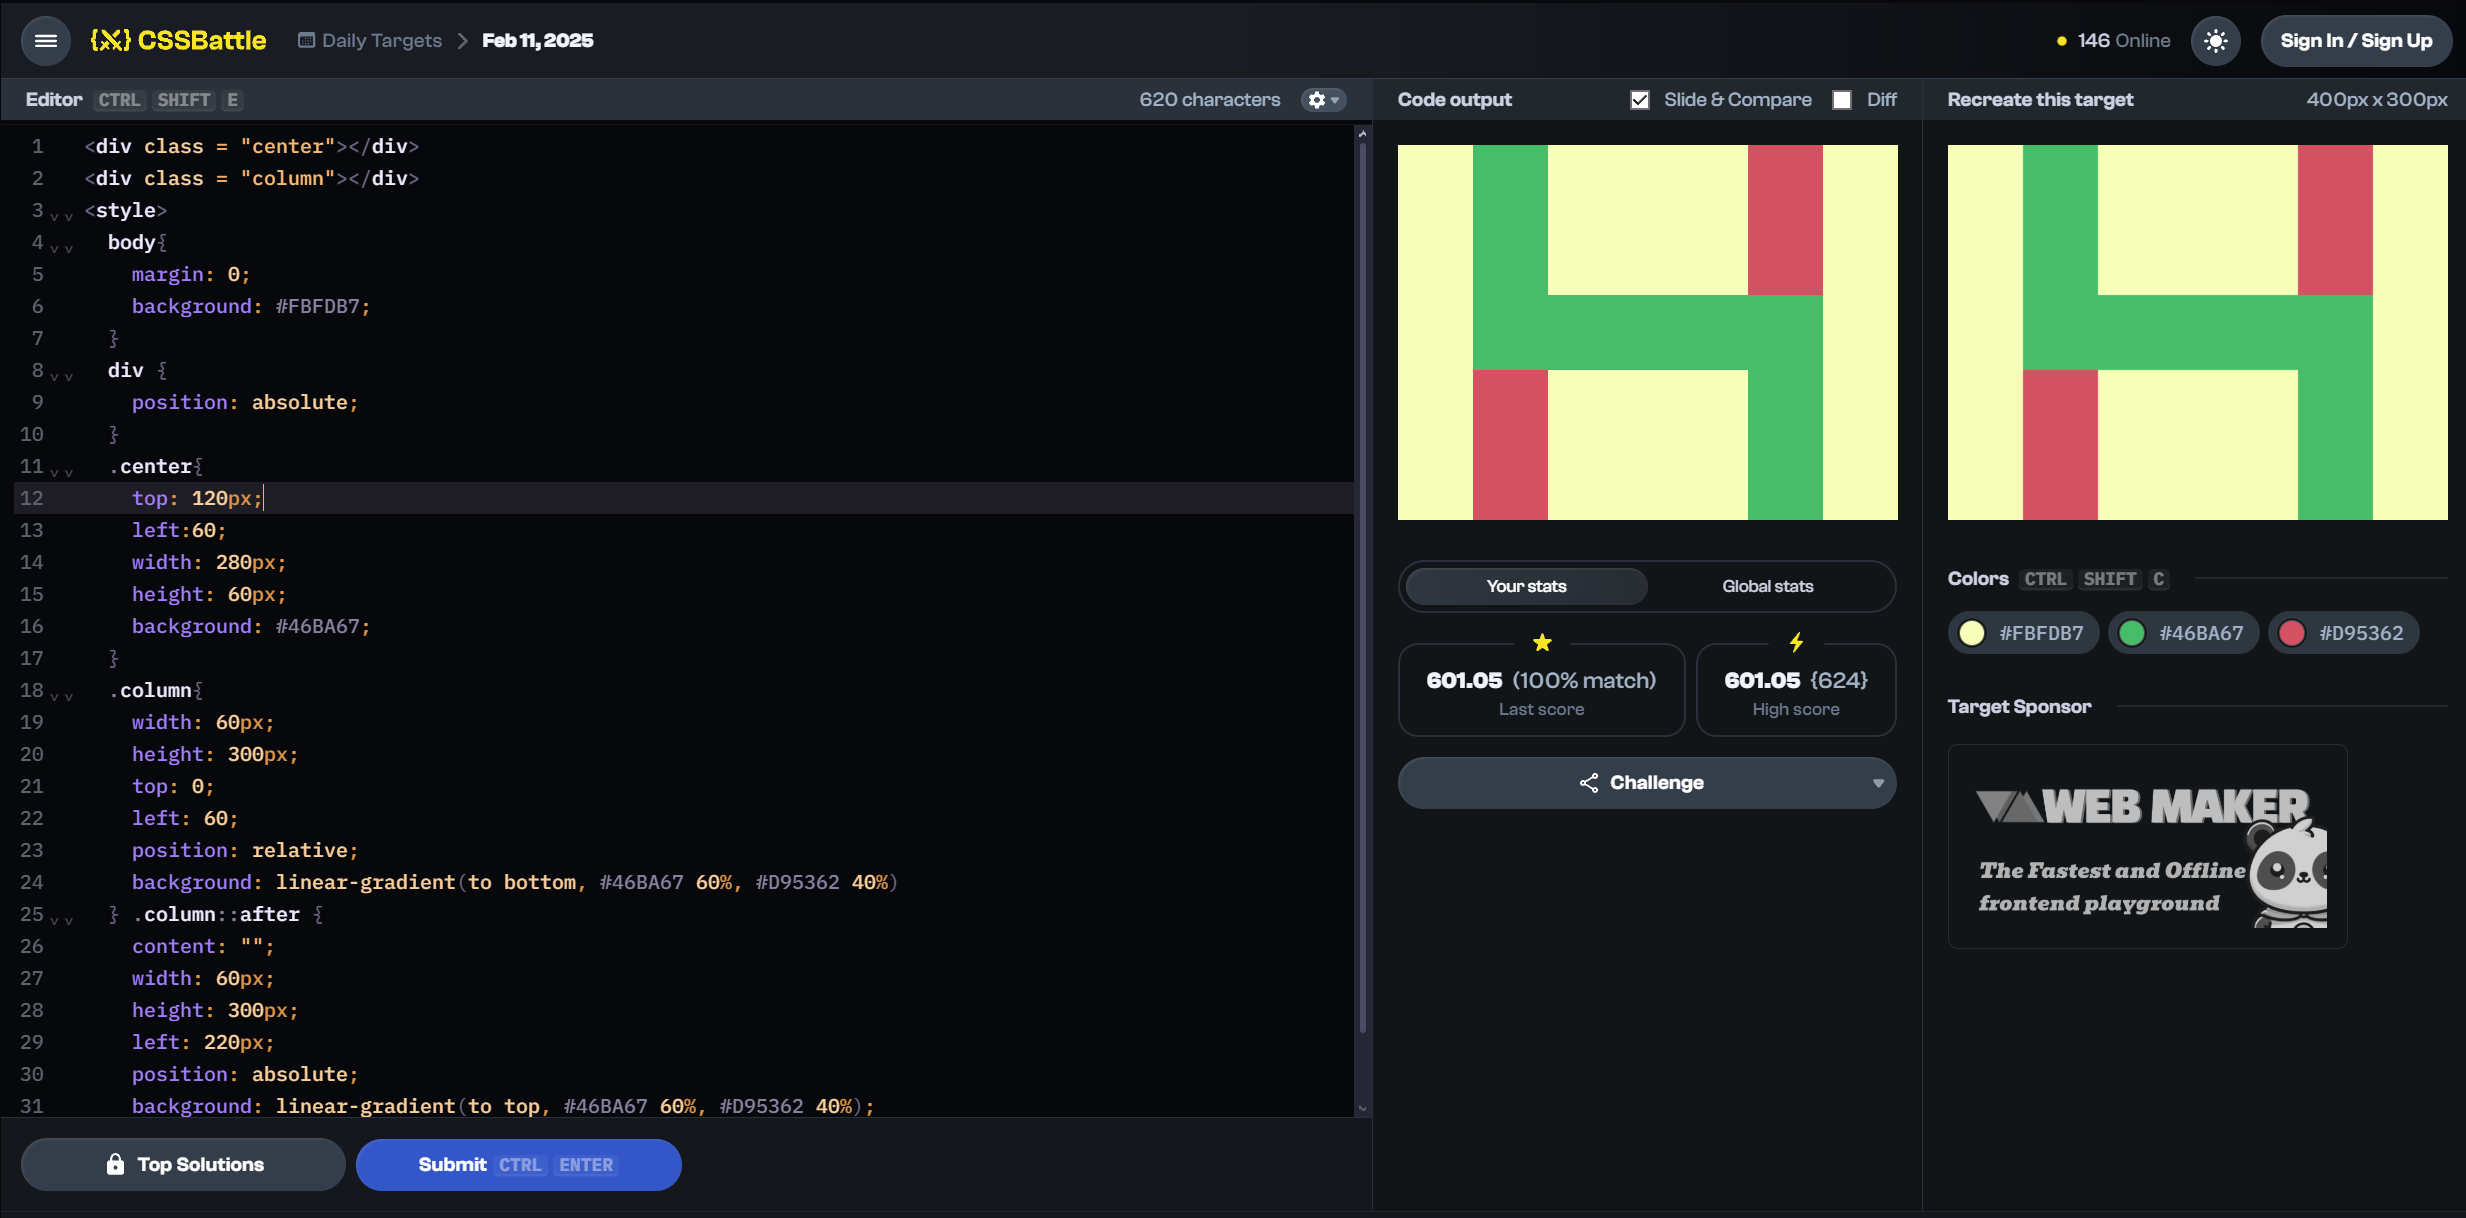 {X} CSSBattle Daily Targets Feb 11, 2025 146 Online Sign In / Sign Up
Editor CTRL SHIFT E 620 characters
1 <div class = "center"></div>
2 <div class = "column"></div>
3 <style>
4 body{
5 margin: 0;
6 background: #FBFDB7;
7 }
8 div {
9 position: absolute;
10 }
11 .center{
12 top: 120px;
13 left:60;
14 width: 280px;
15 height: 60px;
16 background: #46BA67;
17 }
18 .column{
19 width: 60px;
20 height: 300px;
21 top: 0;
22 left: 60;
23 position: relative;
24 background: linear-gradient(to bottom, #46BA67 60%, #D95362 40%)
25 } .column::after {
26 content: "";
27 width: 60px;
28 height: 300px;
29 left: 220px;
30 position: absolute;
31 background: linear-gradient(to top, #46BA67 60%, #D95362 40%);
Top Solutions Submit CTRL ENTER
Code output Slide & Compare Diff
Your stats Global stats
601.05 (100% match)
Last score
601.05 {624}
High score
Challenge
Recreate this target 400px x 300px
Colors CTRL SHIFT C
#FBFDB7 #46BA67 #D95362
Target Sponsor
WEB MAKER
The Fastest and Offline
frontend playground